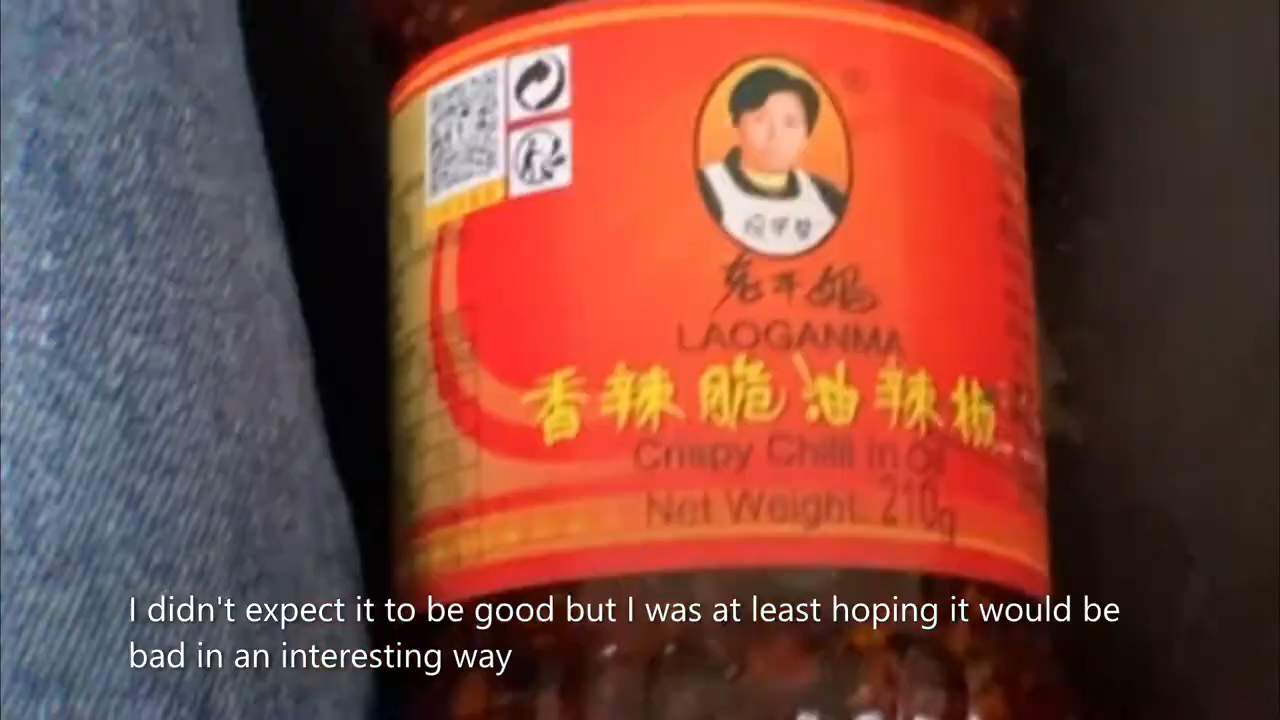 老干妈
LAOGANMA
香辣脆油辣椒
Crispy Chilli In Oil
Net Weight: 210g
I didn't expect it to be good but I was at least hoping it would be
bad in an interesting way